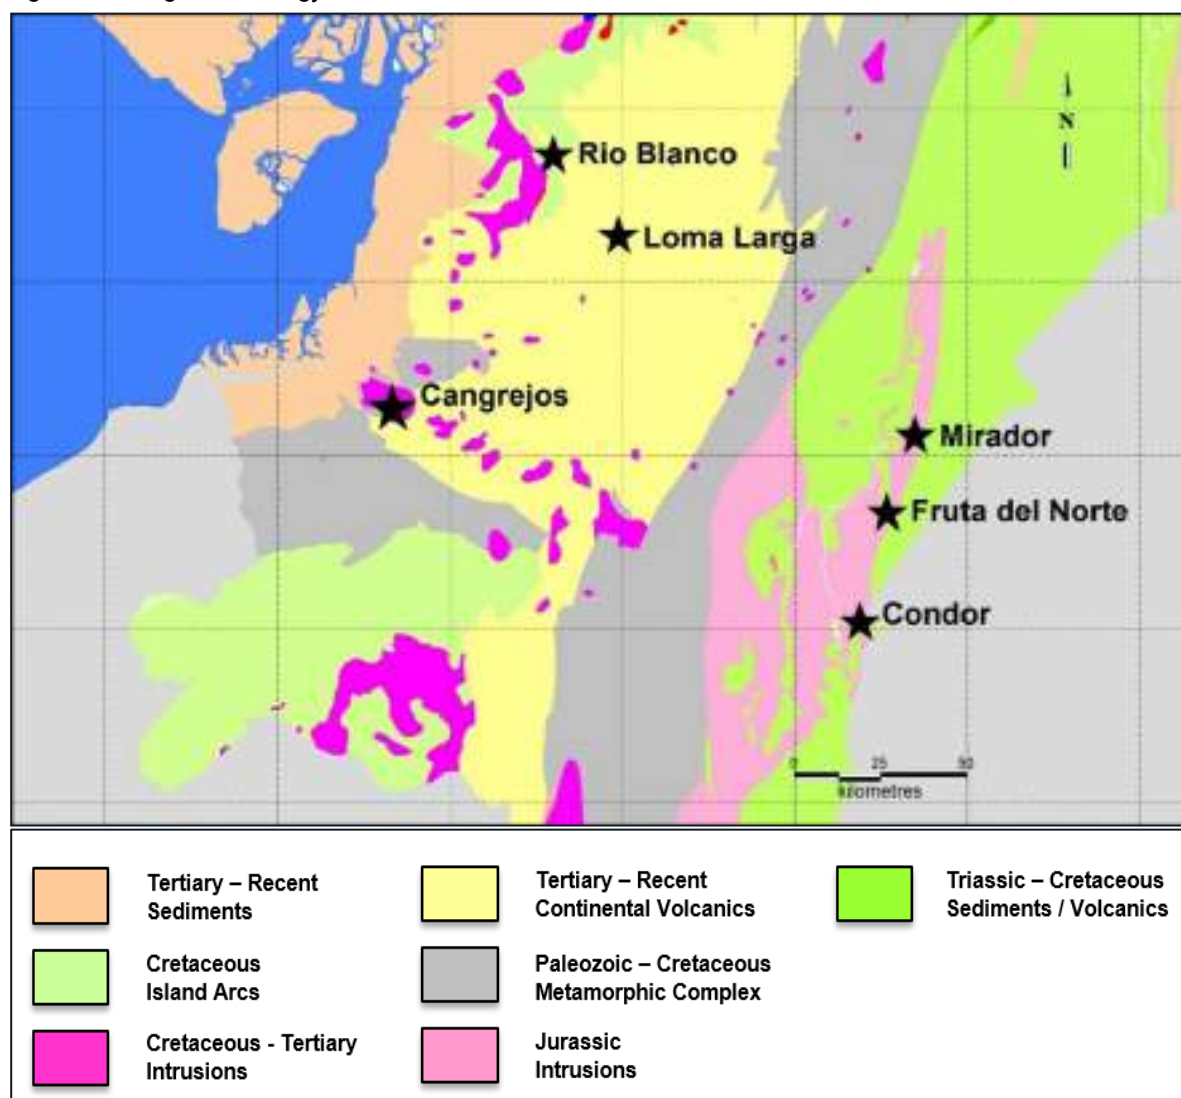 N
Rio Blanco
Loma Larga
Cangrejos
Mirador
Fruta del Norte
Condor
0 25 50
kilometres
Tertiary – Recent
Sediments
Tertiary – Recent
Continental Volcanics
Triassic – Cretaceous
Sediments / Volcanics
Cretaceous
Island Arcs
Paleozoic – Cretaceous
Metamorphic Complex
Cretaceous - Tertiary
Intrusions
Jurassic
Intrusions